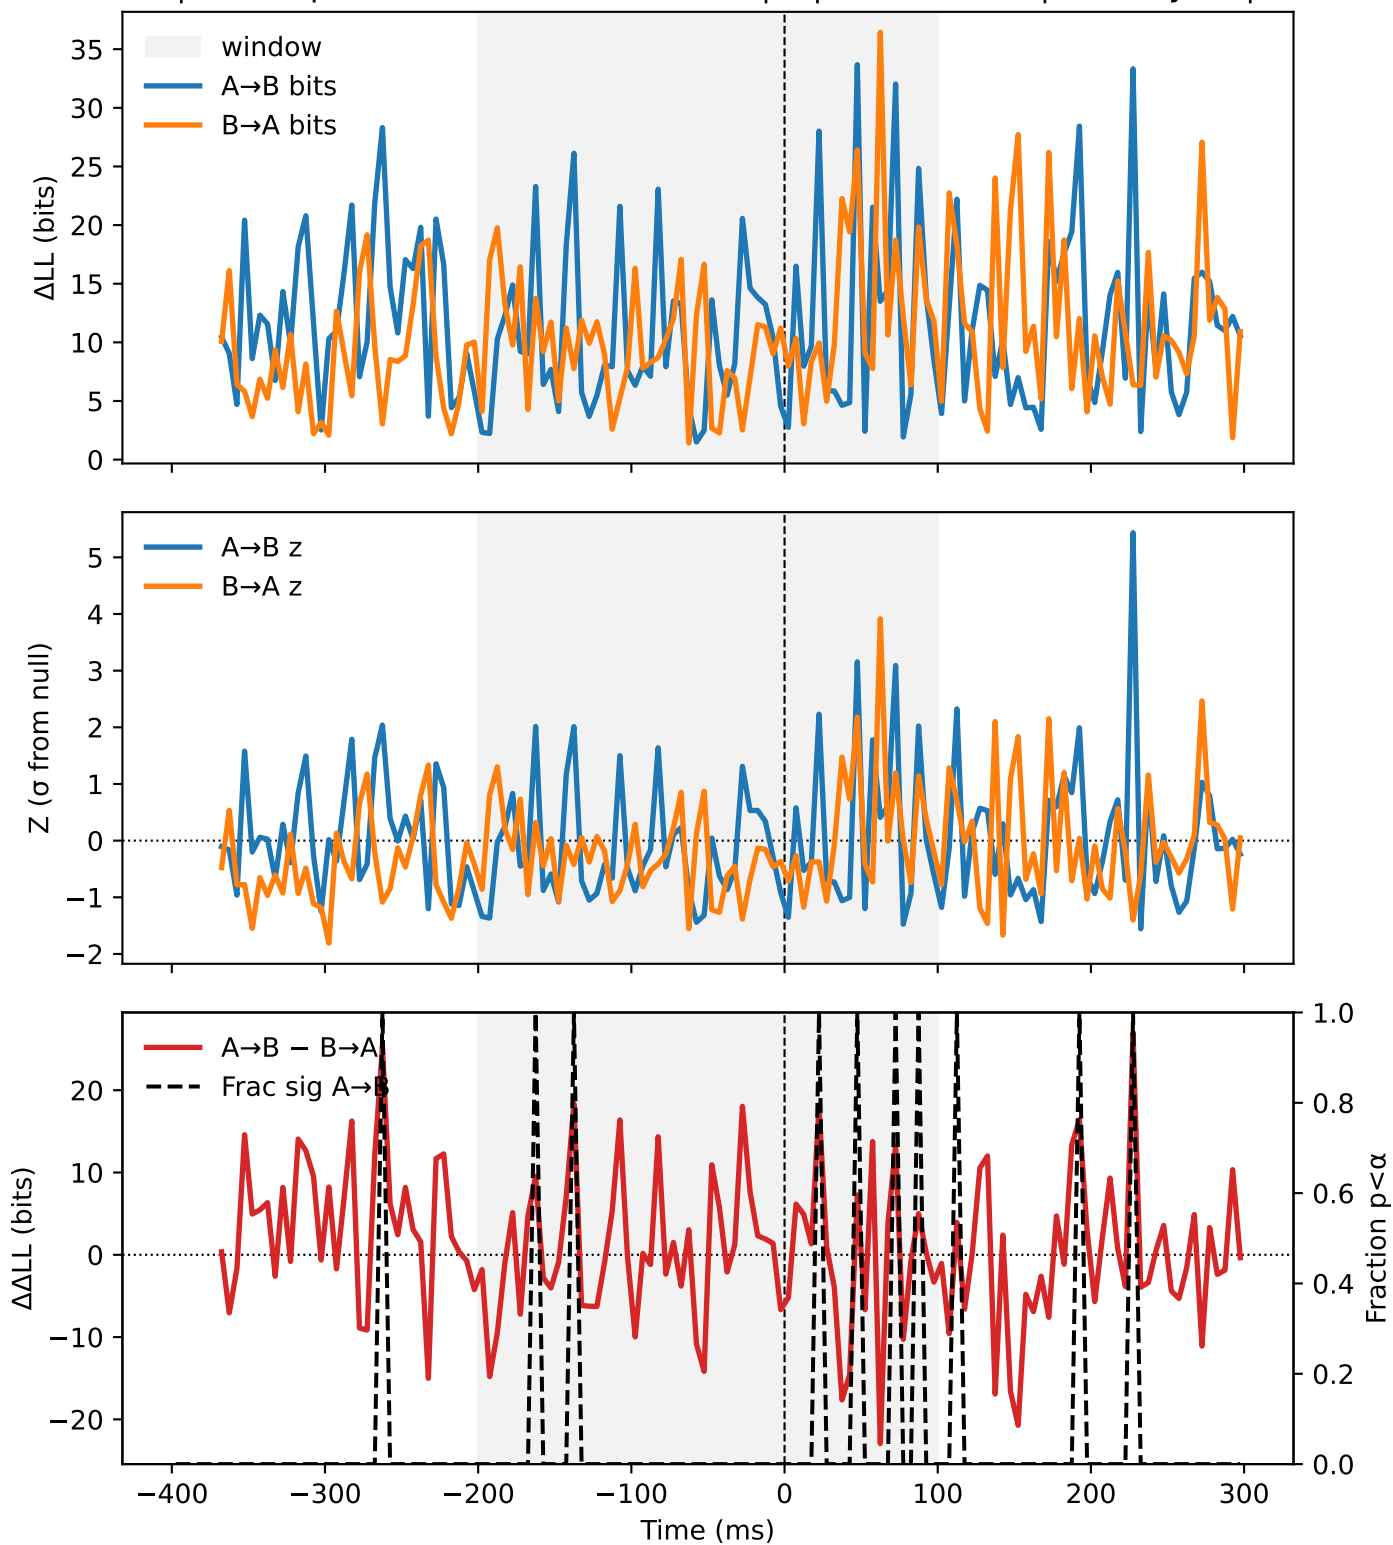 window
A→B bits
B→A bits
ΔLL (bits)
35
30
25
20
15
10
5
0
A→B z
B→A z
Z (σ from null)
5
4
3
2
1
0
−1
−2
A→B − B→A
Frac sig A→B
ΔΔLL (bits)
20
10
0
−10
−20
1.0
0.8
0.6
0.4
0.2
0.0
Fraction p<α
−400 −300 −200 −100 0 100 200 300
Time (ms)